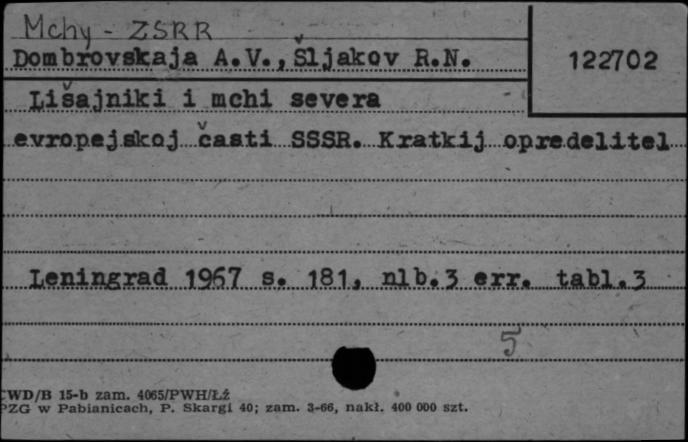 Mchy - ZSRR
Dombrovskaja A.V., Šljakov R.N.
122702
Lišajniki i mchi severa
evropejskoj časti SSSR. Kratkij opredelitel
Leningrad 1967 s. 181, nlb.3 err. tabl.3
5
CWD/B 15-b zam. 4065/PWH/Łż
PZG w Pabianicach, P. Skargi 40; zam. 3-66, nakł. 400 000 szt.